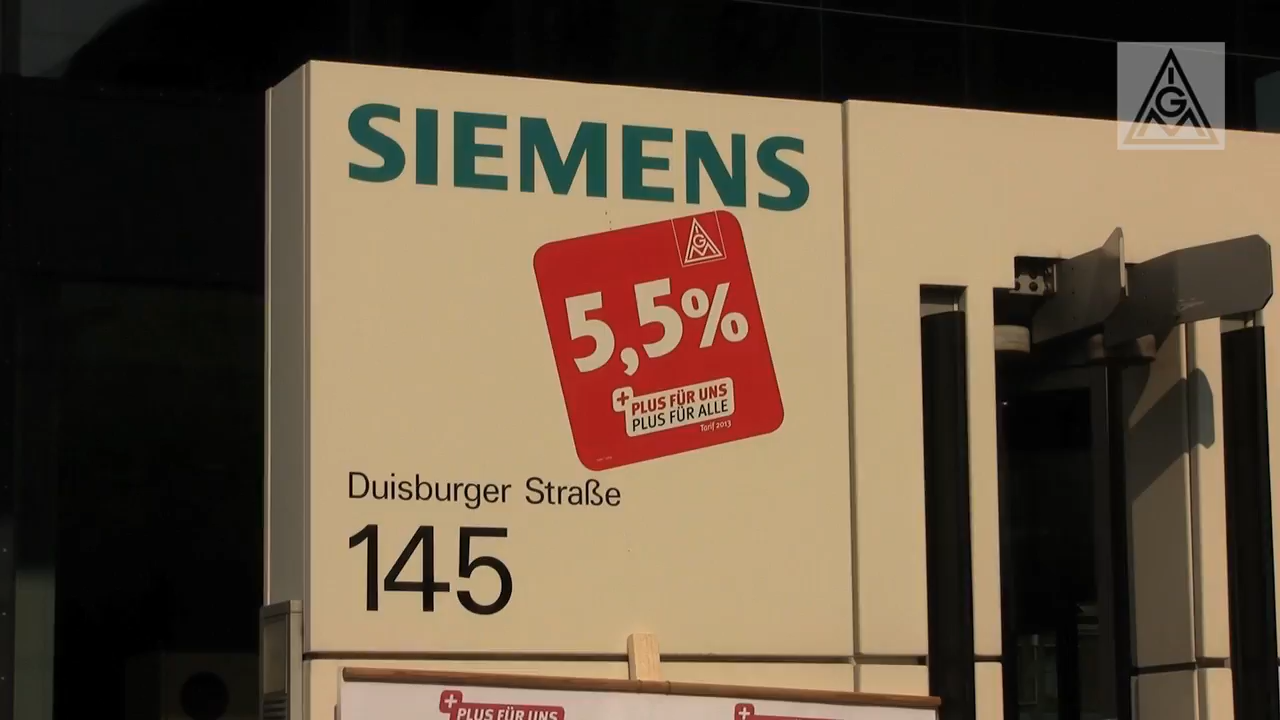 IGM
SIEMENS
IGM
5,5%
+ PLUS FÜR UNS
PLUS FÜR ALLE
Tarif 2013
Duisburger Straße
145
+ PLUS FÜR UNS
+